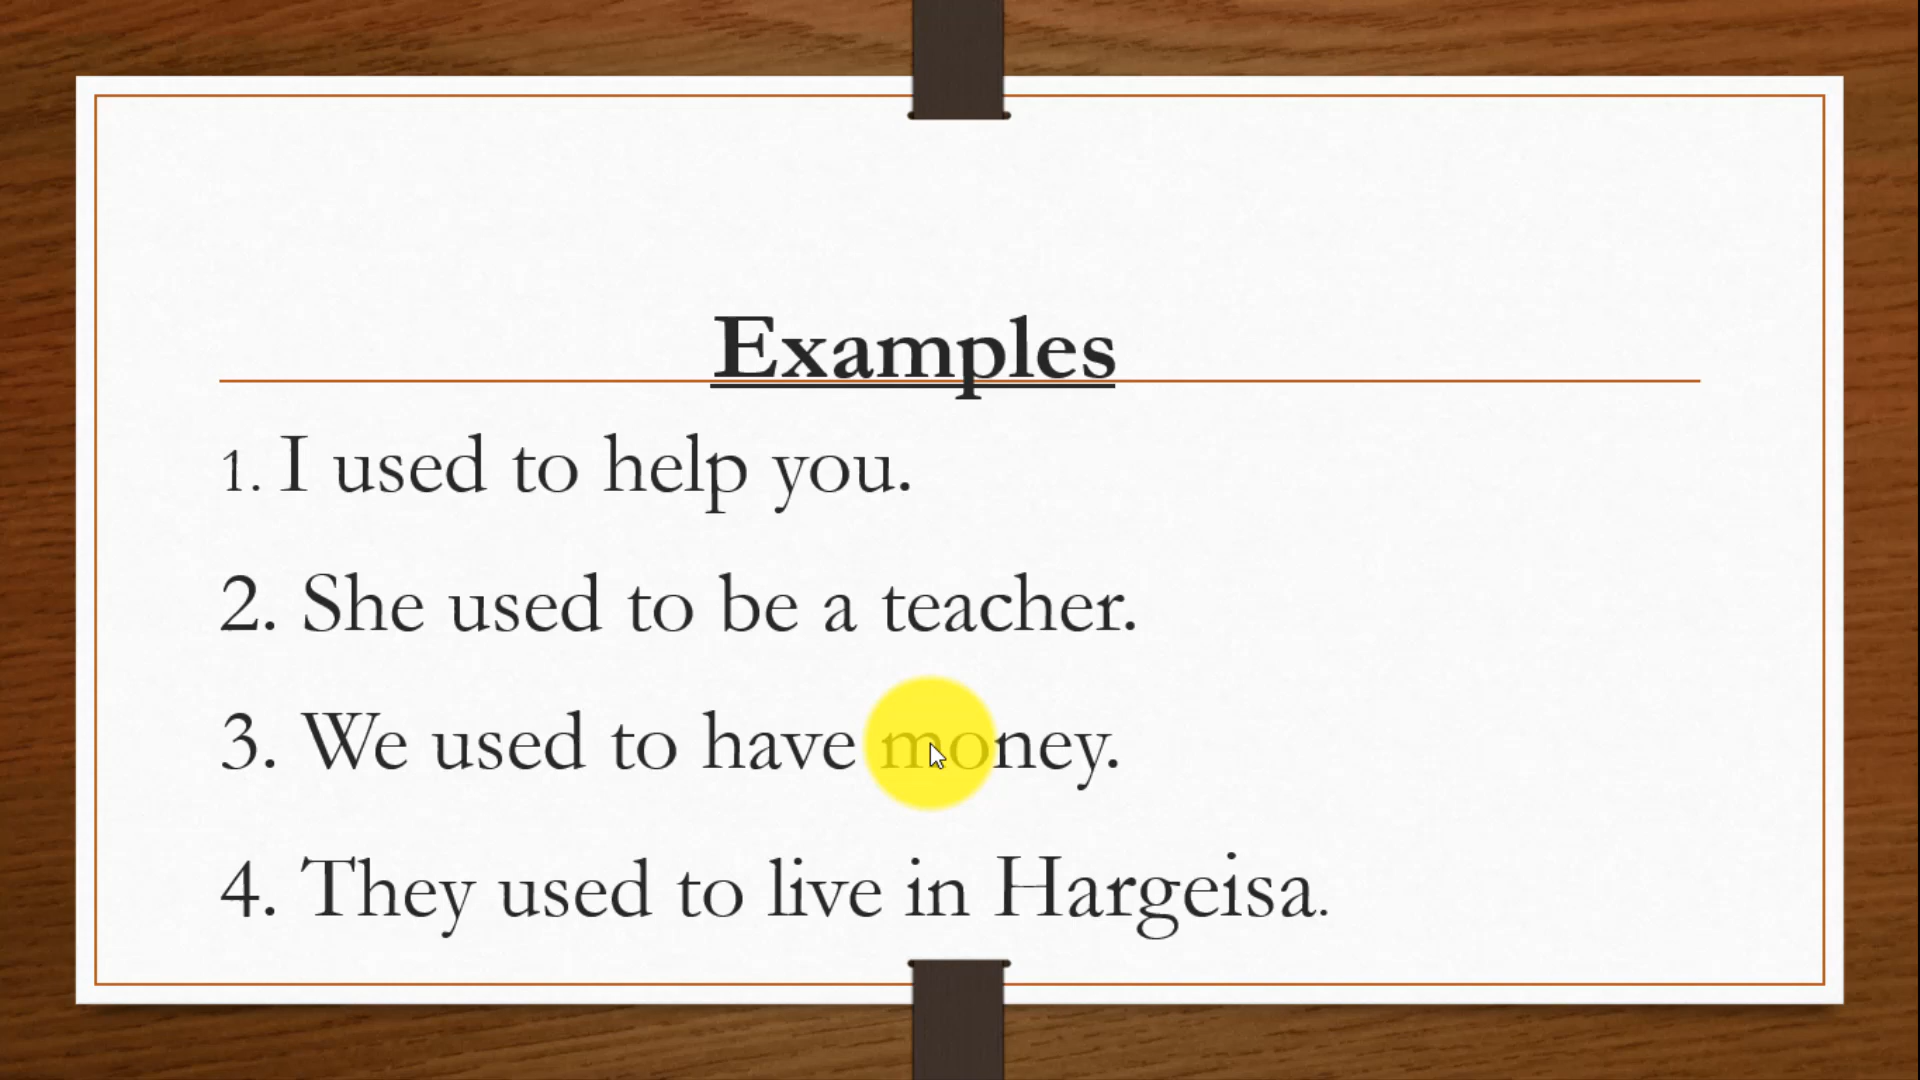 Examples
1. I used to help you.
2. She used to be a teacher.
3. We used to have money.
4. They used to live in Hargeisa.